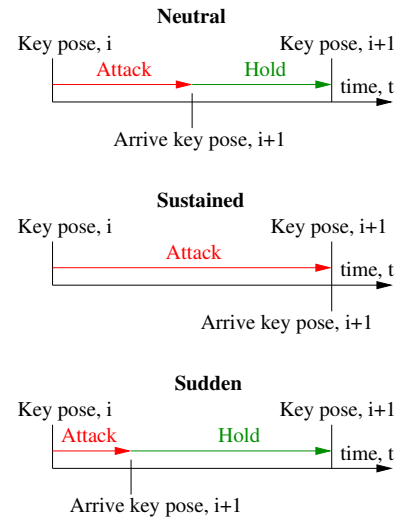 Neutral
Key pose, i Key pose, i+1
Attack Hold
time, t
Arrive key pose, i+1
Sustained
Key pose, i Key pose, i+1
Attack
time, t
Arrive key pose, i+1
Sudden
Key pose, i Key pose, i+1
Attack Hold
time, t
Arrive key pose, i+1